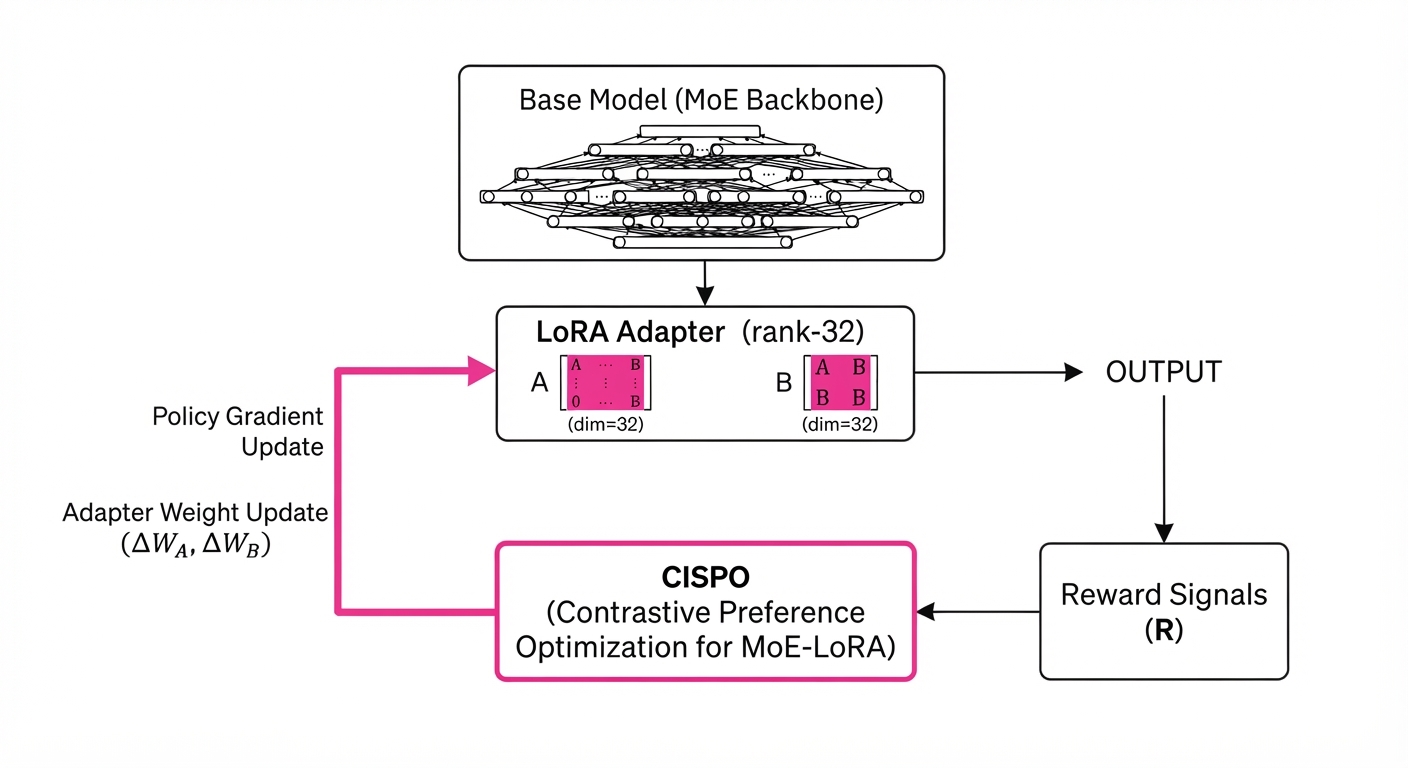 Base Model (MoE Backbone)
... 
...
... ...
LoRA Adapter (rank-32)
A [A ... B
⋮ ⋮ ⋮
0 ... B]
(dim=32)
B [A B
B B]
(dim=32)
OUTPUT
Policy Gradient
Update
Adapter Weight Update
(ΔW_A, ΔW_B)
CISPO
(Contrastive Preference
Optimization for MoE-LoRA)
Reward Signals
(R)